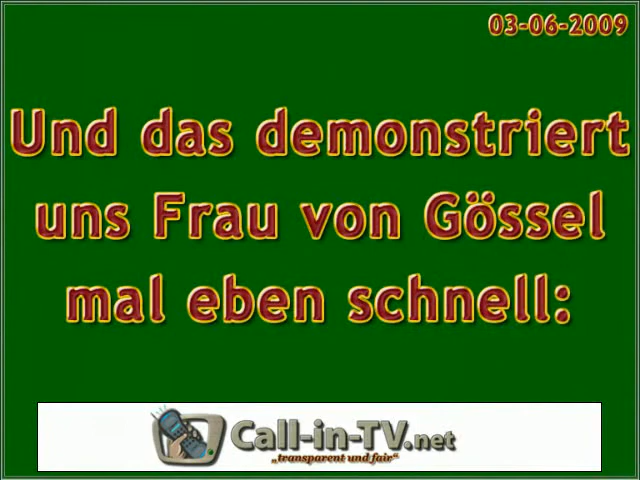 03-06-2009
Und das demonstriert
uns Frau von Gössel
mal eben schnell:
Call-in-TV.net
„transparent und fair“